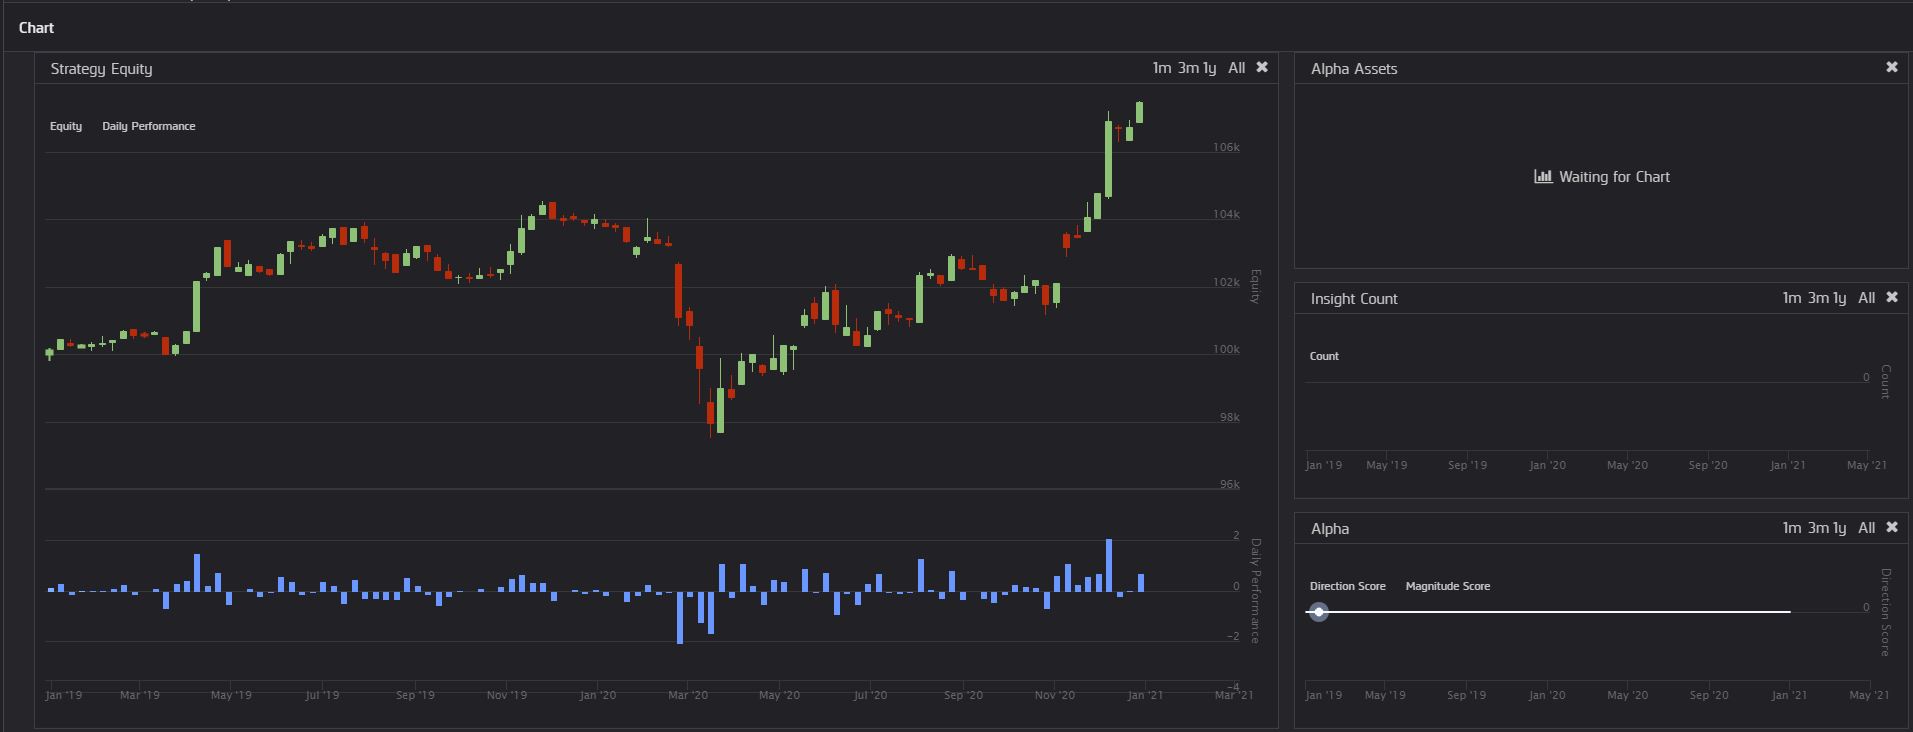 Chart
Strategy Equity
1m 3m 1y All ✖
Equity Daily Performance
106k
104k
102k
100k
98k
96k
Equity
2
0
-2
-4
Daily Performance
Jan '19 Mar '19 May '19 Jul '19 Sep '19 Nov '19 Jan '20 Mar '20 May '20 Jul '20 Sep '20 Nov '20 Jan '21 Mar '21
Alpha Assets ✖
Waiting for Chart
Insight Count
1m 3m 1y All ✖
Count
0
Count
Jan '19 May '19 Sep '19 Jan '20 May '20 Sep '20 Jan '21 May '21
Alpha
1m 3m 1y All ✖
Direction Score Magnitude Score
0
Direction Score
Jan '19 May '19 Sep '19 Jan '20 May '20 Sep '20 Jan '21 May '21